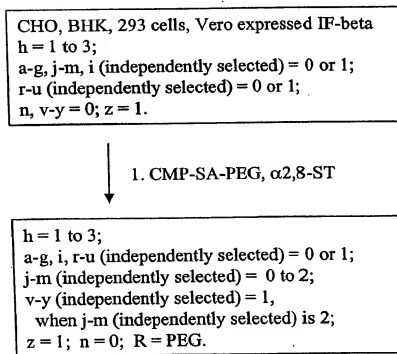 CHO, BHK, 293 cells, Vero expressed IF-beta
h = 1 to 3;
a-g, j-m, i (independently selected) = 0 or 1;
r-u (independently selected) = 0 or 1;
n, v-y = 0; z = 1.
1. CMP-SA-PEG, α2,8-ST
h = 1 to 3;
a-g, i, r-u (independently selected) = 0 or 1;
j-m (independently selected) = 0 to 2;
v-y (independently selected) = 1,
when j-m (independently selected) is 2;
z = 1; n = 0; R = PEG.